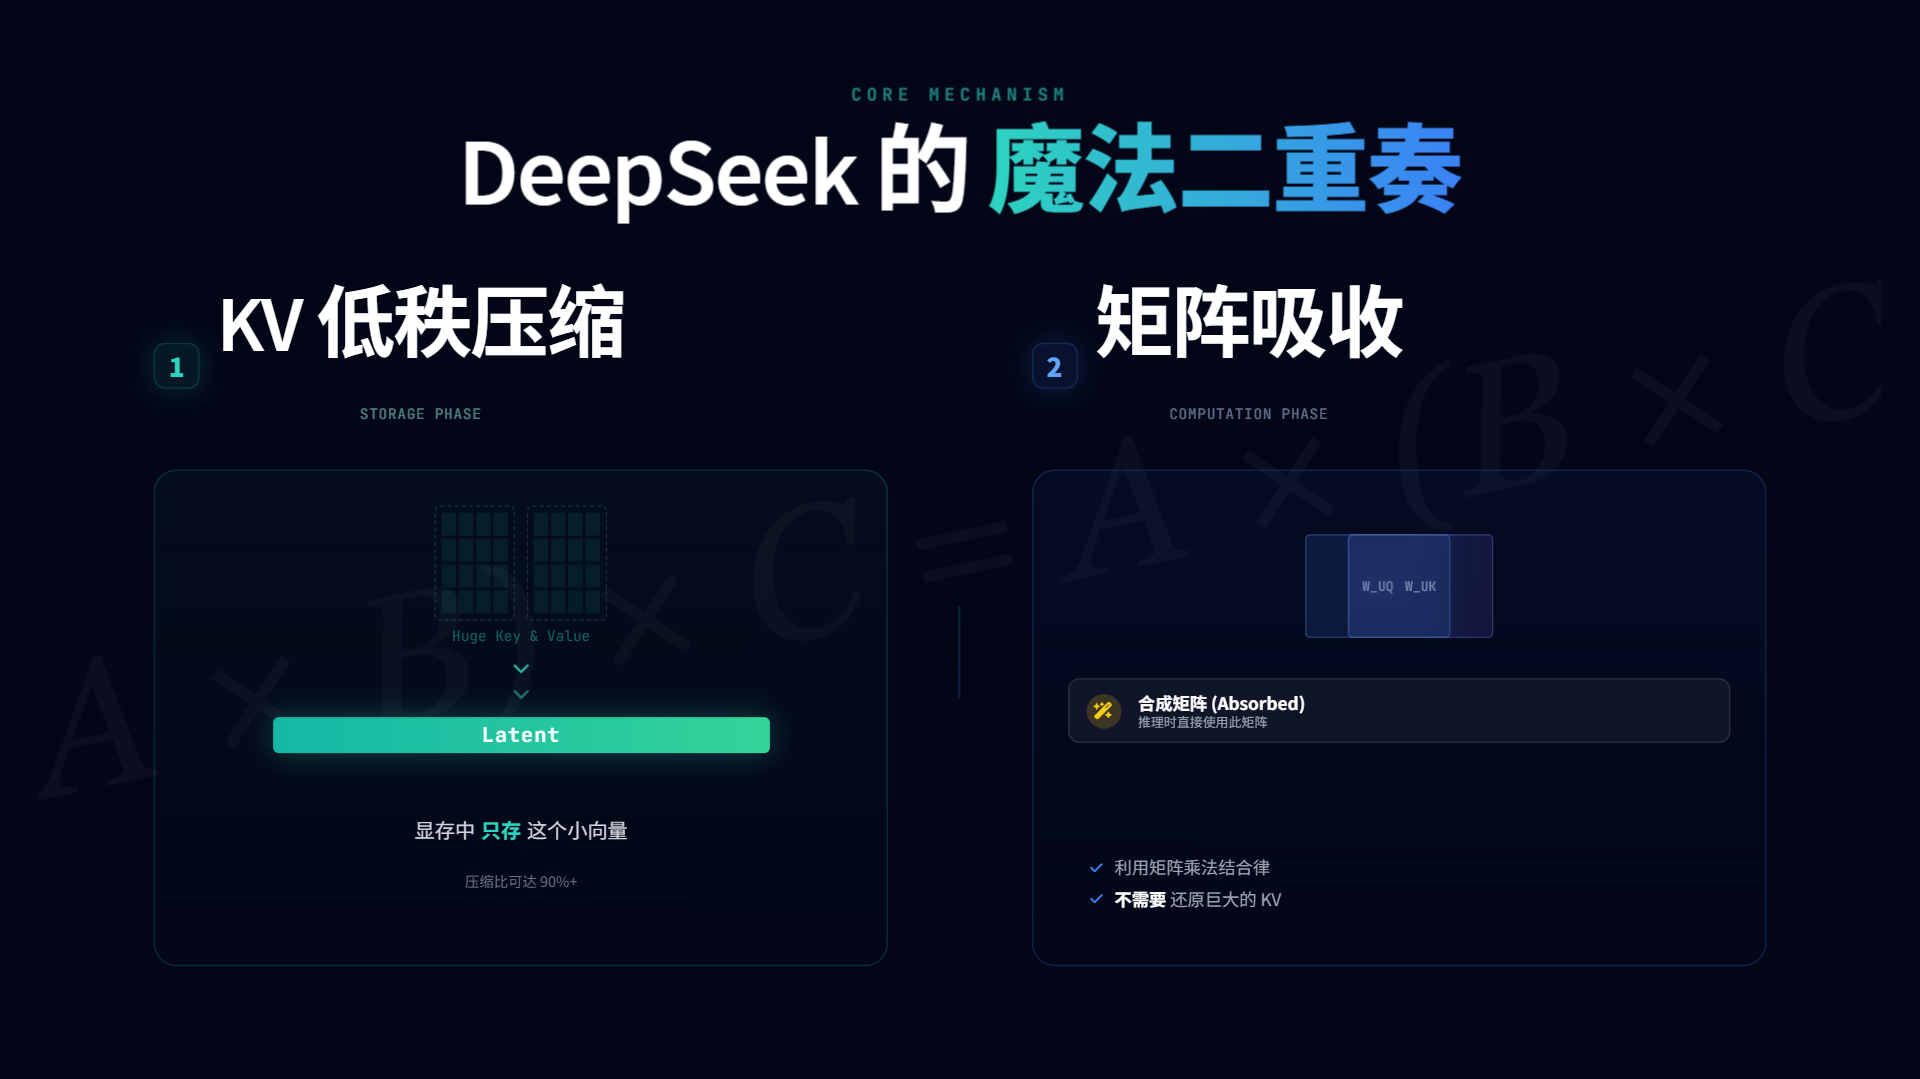 CORE MECHANISM
DeepSeek 的 魔法二重奏
1
KV 低秩压缩
STORAGE PHASE
Huge Key & Value
Latent
显存中 只存 这个小向量
压缩比可达 90%+
2
矩阵吸收
COMPUTATION PHASE
W_UQ W_UK
合成矩阵 (Absorbed)
推理时直接使用此矩阵
利用矩阵乘法结合律
不需要 还原巨大的 KV
A × B) × C = A × (B × C